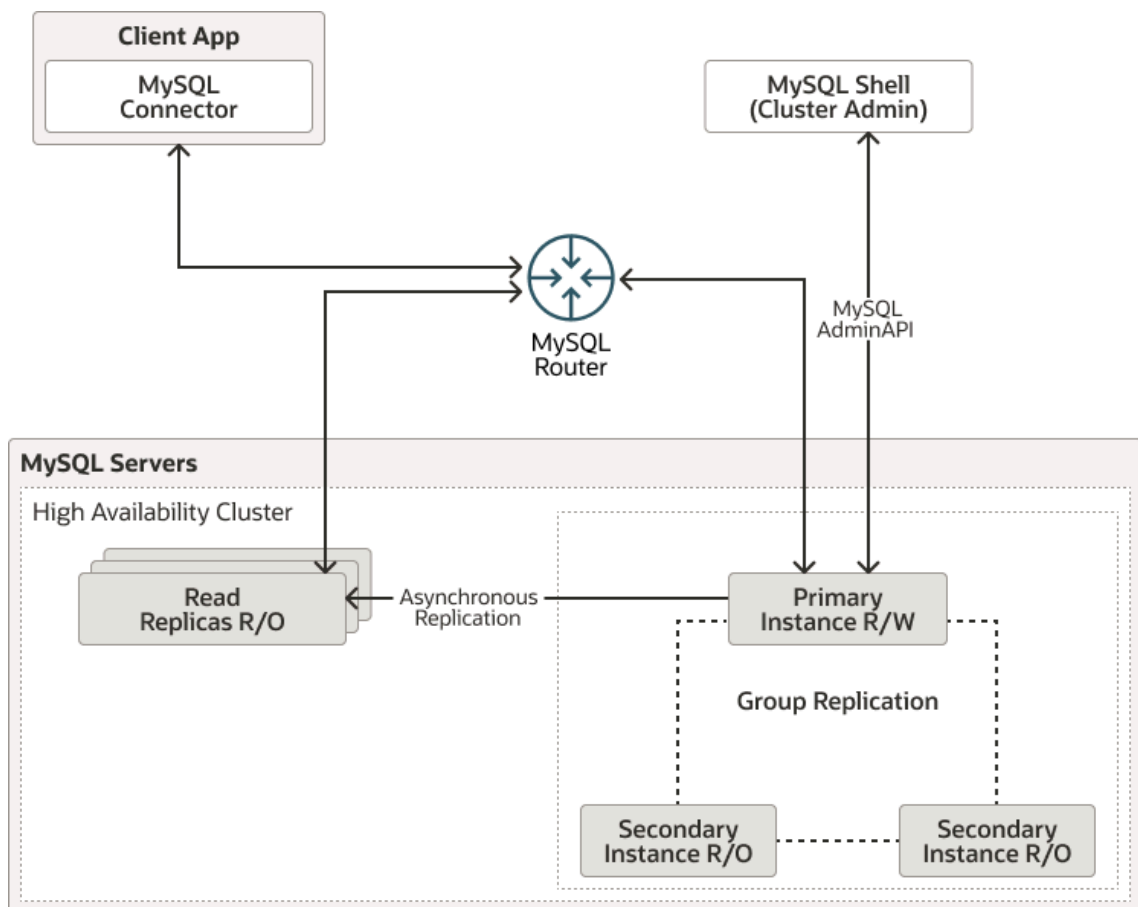 Client App
MySQL
Connector
MySQL Shell
(Cluster Admin)
MySQL
Router
MySQL
AdminAPI
MySQL Servers
High Availability Cluster
Read
Replicas R/O
Asynchronous
Replication
Primary
Instance R/W
Group Replication
Secondary
Instance R/O
Secondary
Instance R/O